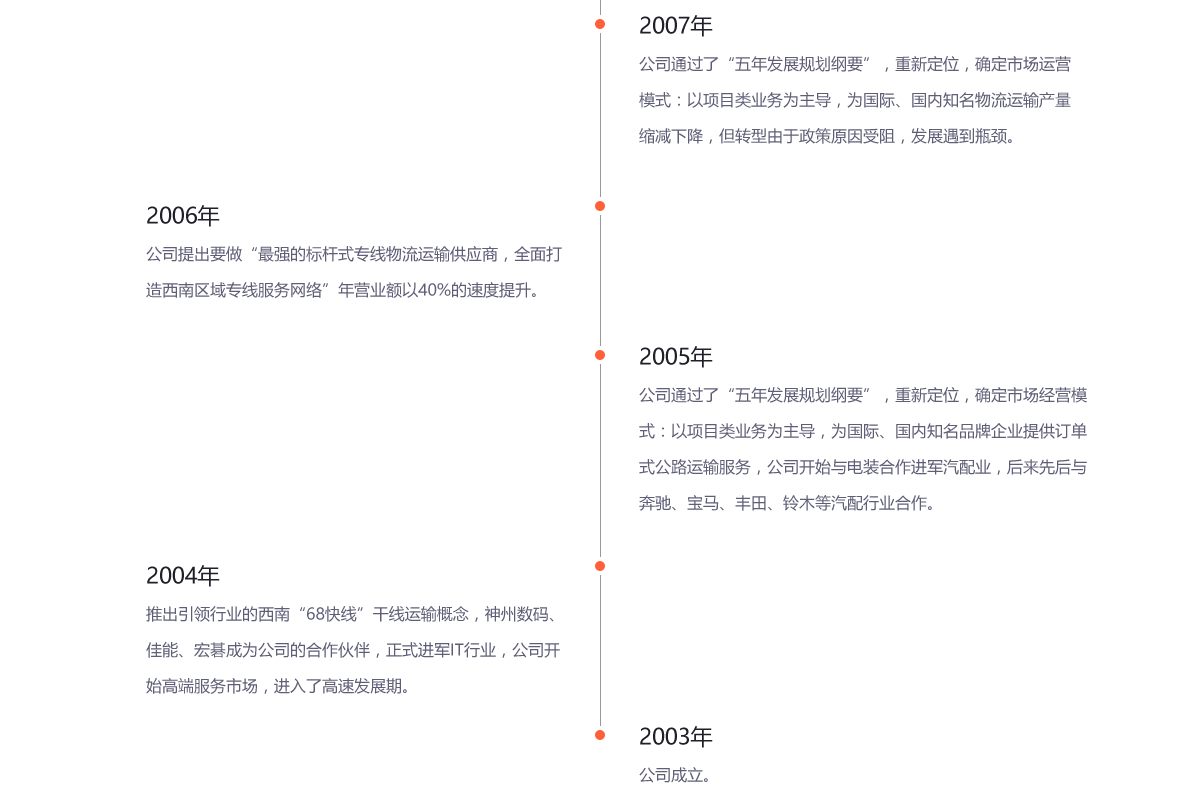 2007年
公司通过了“五年发展规划纲要”，重新定位，确定市场运营
模式：以项目类业务为主导，为国际、国内知名物流运输产量
缩减下降，但转型由于政策原因受阻，发展遇到瓶颈。
2006年
公司提出要做“最强的标杆式专线物流运输供应商，全面打
造西南区域专线服务网络”年营业额以40%的速度提升。
2005年
公司通过了“五年发展规划纲要”，重新定位，确定市场经营模
式：以项目类业务为主导，为国际、国内知名品牌企业提供订单
式公路运输服务，公司开始与电装合作进军汽配业，后来先后与
奔驰、宝马、丰田、铃木等汽配行业合作。
2004年
推出引领行业的西南“68快线”干线运输概念，神州数码、
佳能、宏碁成为公司的合作伙伴，正式进军IT行业，公司开
始高端服务市场，进入了高速发展期。
2003年
公司成立。